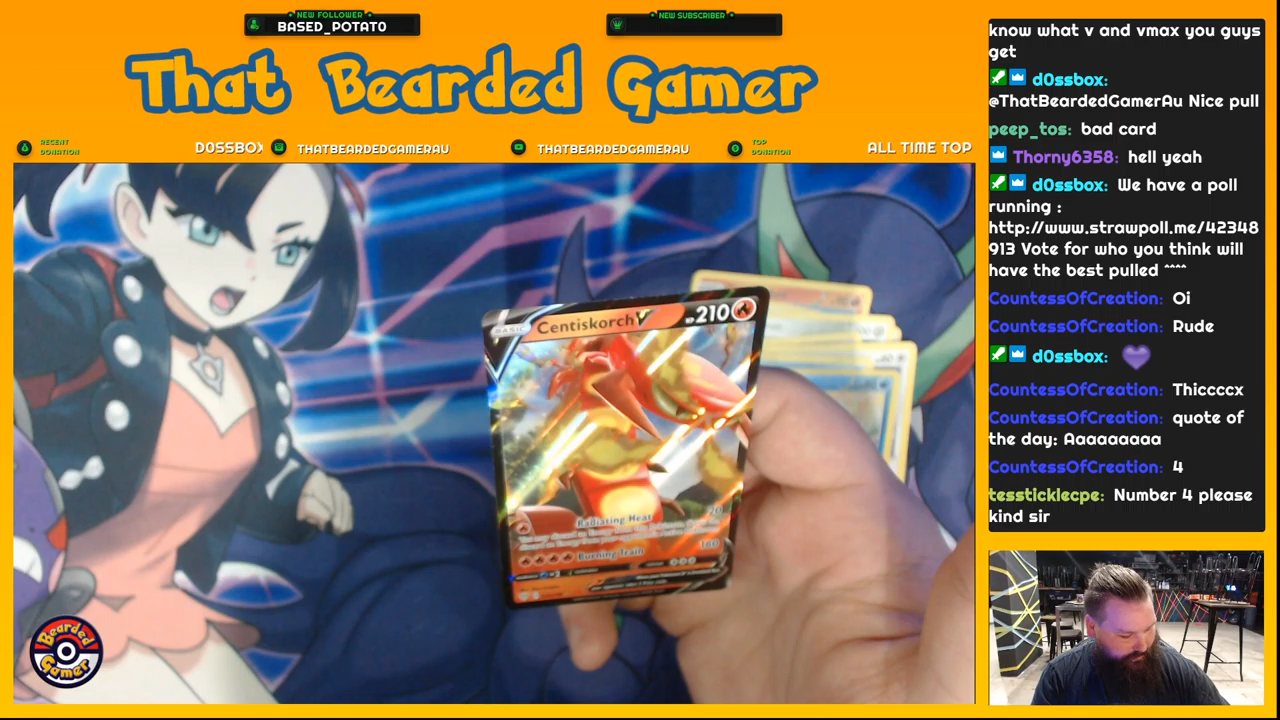 NEW FOLLOWER
BASED_POTATO
NEW SUBSCRIBER
That Bearded Gamer
RECENT DONATION
D0SSBOX
THATBEARDEDGAMERAU
THATBEARDEDGAMERAU
TOP DONATION
ALL TIME TOP
know what v and vmax you guys
get
d0ssbox:
@ThatBeardedGamerAu Nice pull
peep_tos: bad card
Thorny6358: hell yeah
d0ssbox: We have a poll
running :
http://www.strawpoll.me/42348
913 Vote for who you think will
have the best pulled ^^^^
CountessOfCreation: Oi
CountessOfCreation: Rude
d0ssbox:
CountessOfCreation: Thiccccx
CountessOfCreation: quote of
the day: Aaaaaaaaa
CountessOfCreation: 4
tessticklecpe: Number 4 please
kind sir
BASIC Centiskorch V 210
Radiating Heat 20
Burning Train 180
Bearded
Gamer